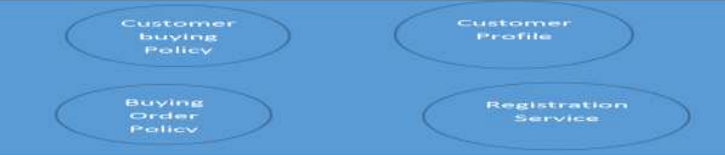 Customer
buying
Policy
Customer
Profile
Buying
Order
Policy
Registration
Service